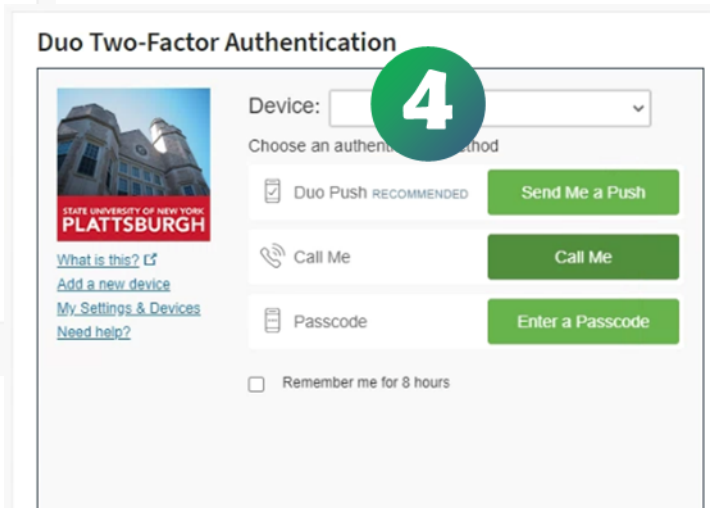 Duo Two-Factor Authentication
4
Device:
Choose an
STATE UNIVERSITY OF NEW YORK
PLATTSBURGH
What is this?
Add a new device
My Settings & Devices
Need help?
Duo Push RECOMMENDED
Send Me a Push
Call Me
Call Me
Passcode
Enter a Passcode
Remember me for 8 hours